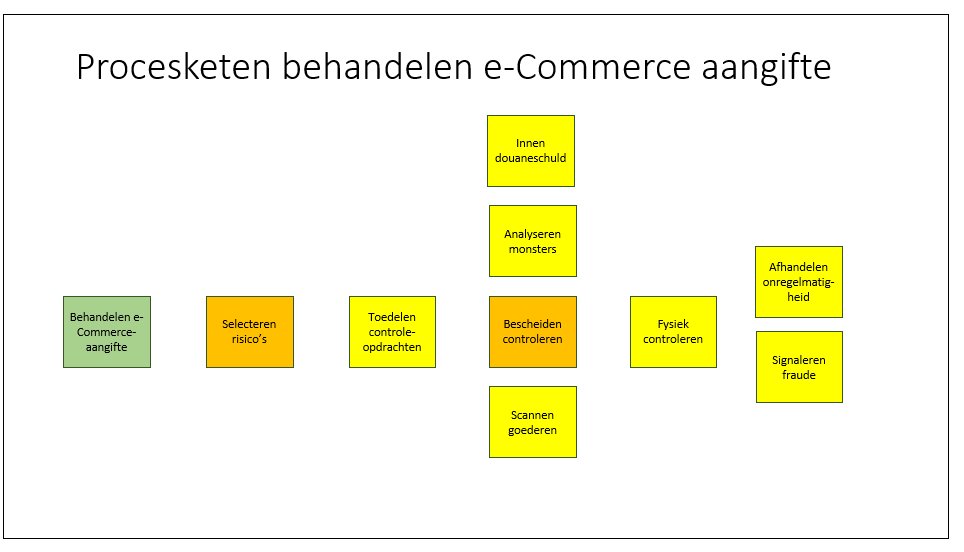 Procesketen behandelen e-Commerce aangifte
Innen
douaneschuld
Analyseren
monsters
Behandelen e-
Commerce-
aangifte
Selecteren
risico's
Toedelen
controle-
opdrachten
Bescheiden
controleren
Fysiek
controleren
Afhandelen
onregelmatig-
heid
Signaleren
fraude
Scannen
goederen